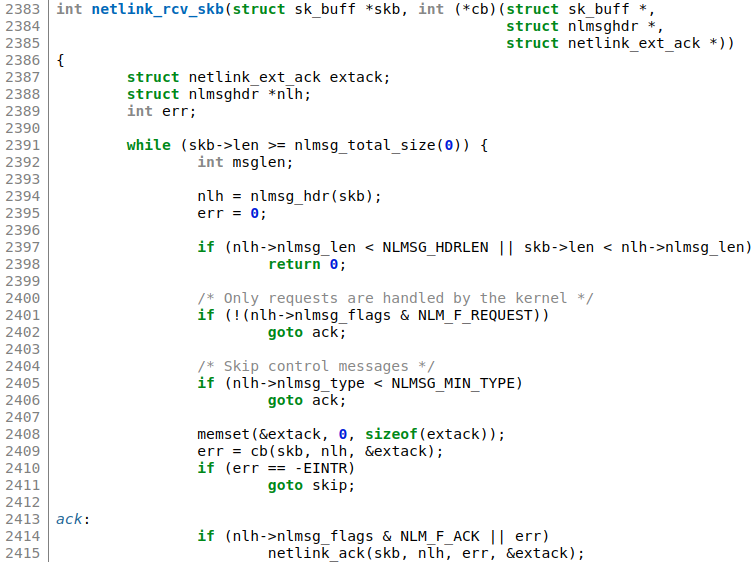 2383 int netlink_rcv_skb(struct sk_buff *skb, int (*cb)(struct sk_buff *,
2384                                                    struct nlmsghdr *,
2385                                                    struct netlink_ext_ack *))
2386 {
2387         struct netlink_ext_ack extack;
2388         struct nlmsghdr *nlh;
2389         int err;
2390
2391         while (skb->len >= nlmsg_total_size(0)) {
2392                 int msglen;
2393
2394                 nlh = nlmsg_hdr(skb);
2395                 err = 0;
2396
2397                 if (nlh->nlmsg_len < NLMSG_HDRLEN || skb->len < nlh->nlmsg_len)
2398                         return 0;
2399
2400                 /* Only requests are handled by the kernel */
2401                 if (!(nlh->nlmsg_flags & NLM_F_REQUEST))
2402                         goto ack;
2403
2404                 /* Skip control messages */
2405                 if (nlh->nlmsg_type < NLMSG_MIN_TYPE)
2406                         goto ack;
2407
2408                 memset(&extack, 0, sizeof(extack));
2409                 err = cb(skb, nlh, &extack);
2410                 if (err == -EINTR)
2411                         goto skip;
2412
2413 ack:
2414                 if (nlh->nlmsg_flags & NLM_F_ACK || err)
2415                         netlink_ack(skb, nlh, err, &extack);